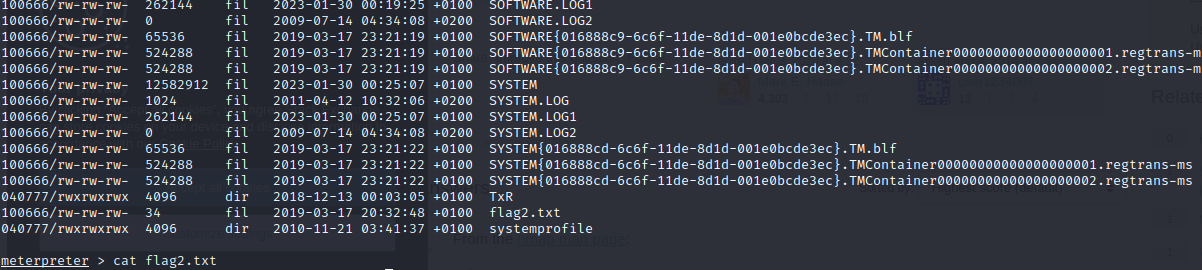 100666/rw-rw-rw- 262144 fil 2023-01-30 00:19:25 +0100 SOFTWARE.LOG1
100666/rw-rw-rw- 0 fil 2009-07-14 04:34:08 +0200 SOFTWARE.LOG2
100666/rw-rw-rw- 65536 fil 2019-03-17 23:21:19 +0100 SOFTWARE{016888c9-6c6f-11de-8d1d-001e0bcde3ec}.TM.blf
100666/rw-rw-rw- 524288 fil 2019-03-17 23:21:19 +0100 SOFTWARE{016888c9-6c6f-11de-8d1d-001e0bcde3ec}.TMContainer00000000000000000001.regtrans-m
100666/rw-rw-rw- 524288 fil 2019-03-17 23:21:19 +0100 SOFTWARE{016888c9-6c6f-11de-8d1d-001e0bcde3ec}.TMContainer00000000000000000002.regtrans-m
100666/rw-rw-rw- 12582912 fil 2023-01-30 00:25:07 +0100 SYSTEM
100666/rw-rw-rw- 1024 fil 2011-04-12 10:32:06 +0200 SYSTEM.LOG
100666/rw-rw-rw- 262144 fil 2023-01-30 00:25:07 +0100 SYSTEM.LOG1
100666/rw-rw-rw- 0 fil 2009-07-14 04:34:08 +0200 SYSTEM.LOG2
100666/rw-rw-rw- 65536 fil 2019-03-17 23:21:22 +0100 SYSTEM{016888cd-6c6f-11de-8d1d-001e0bcde3ec}.TM.blf
100666/rw-rw-rw- 524288 fil 2019-03-17 23:21:22 +0100 SYSTEM{016888cd-6c6f-11de-8d1d-001e0bcde3ec}.TMContainer00000000000000000001.regtrans-ms
100666/rw-rw-rw- 524288 fil 2019-03-17 23:21:22 +0100 SYSTEM{016888cd-6c6f-11de-8d1d-001e0bcde3ec}.TMContainer00000000000000000002.regtrans-ms
040777/rwxrwxrwx 4096 dir 2018-12-13 00:03:05 +0100 TxR
100666/rw-rw-rw- 34 fil 2019-03-17 20:32:48 +0100 flag2.txt
040777/rwxrwxrwx 4096 dir 2010-11-21 03:41:37 +0100 systemprofile
meterpreter > cat flag2.txt